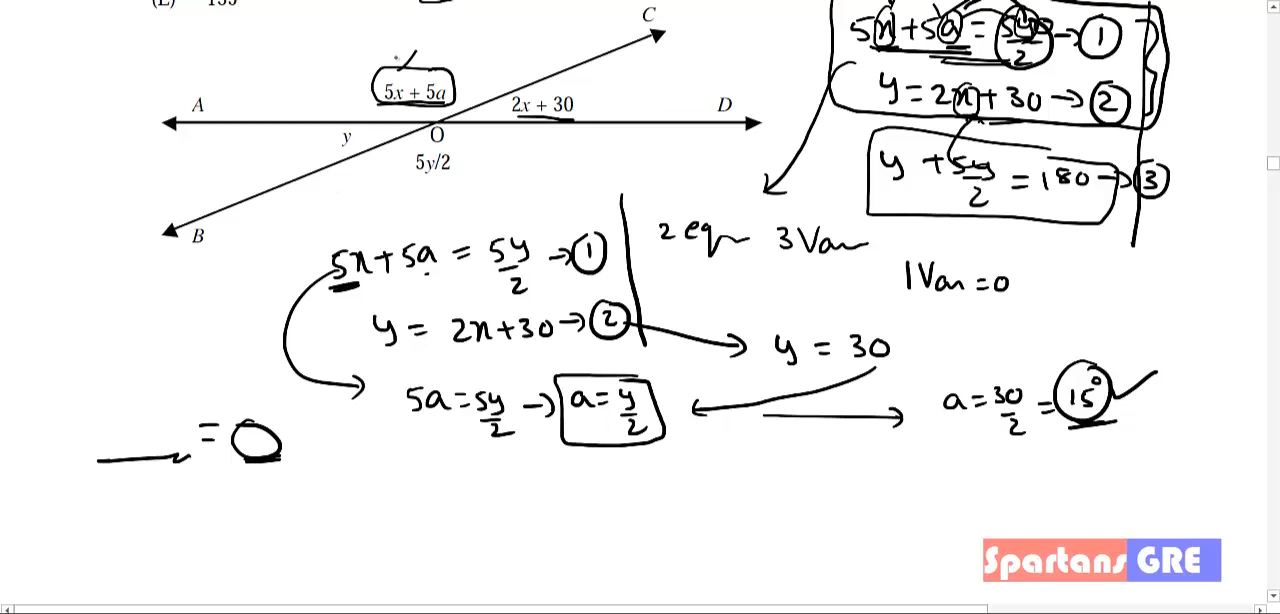 (E) 155
C
5x + 5a
2x + 30
A
D
y
O
5y/2
B
5x + 5a = 5y/2 → 1
y = 2x + 30 → 2
y + 5y/2 = 180 → 3
5x + 5a = 5y/2 → 1
y = 2x + 30 → 2
2 eqn 3 Var
1 Var = 0
y = 30
5a = 5y/2 → a = y/2
a = 30/2 = 15°
= 0
Spartans GRE